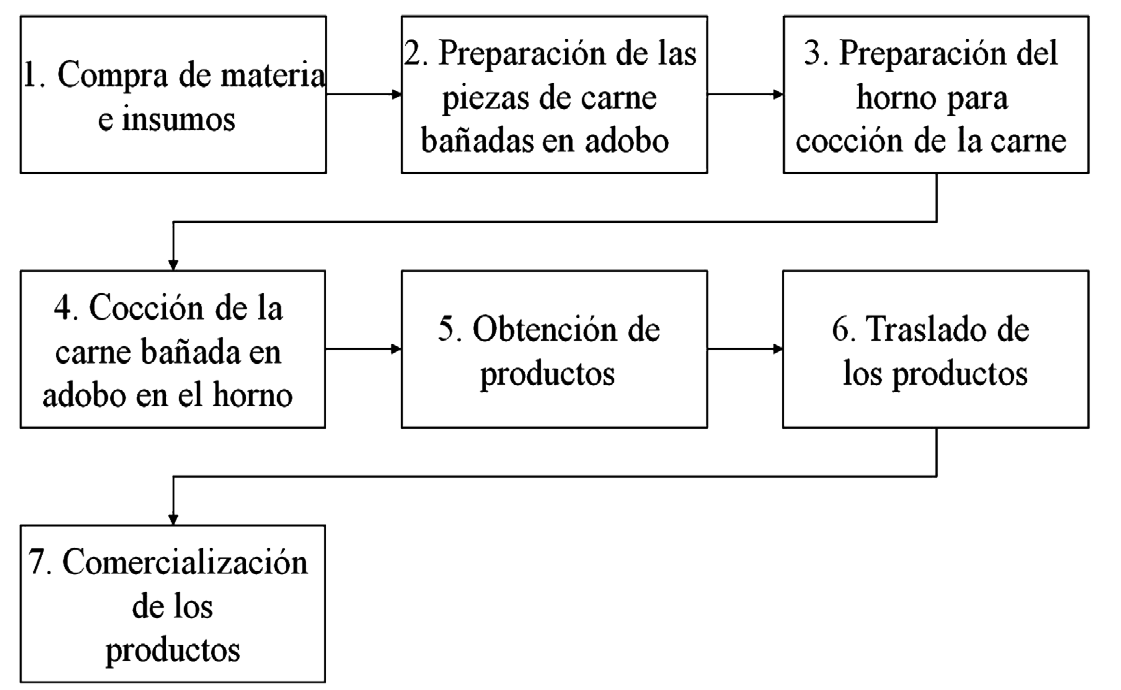 1. Compra de materia
e insumos
2. Preparación de las
piezas de carne
bañadas en adobo
3. Preparación del
horno para
cocción de la carne
4. Cocción de la
carne bañada en
adobo en el horno
5. Obtención de
productos
6. Traslado de
los productos
7. Comercialización
de los
productos